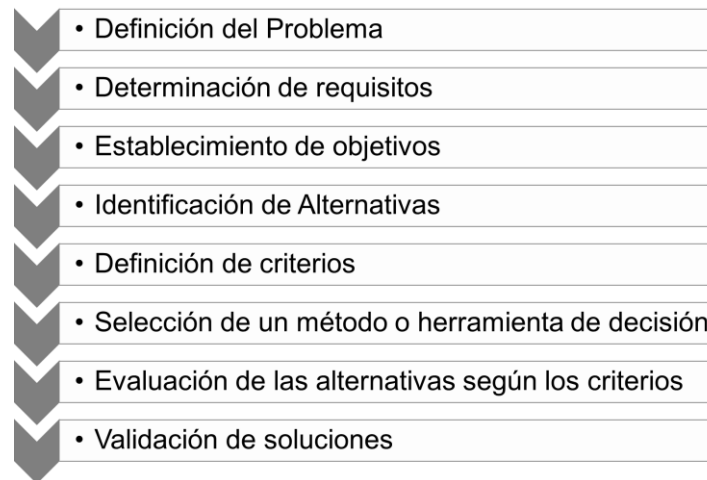 • Definición del Problema
• Determinación de requisitos
• Establecimiento de objetivos
• Identificación de Alternativas
• Definición de criterios
• Selección de un método o herramienta de decisión
• Evaluación de las alternativas según los criterios
• Validación de soluciones